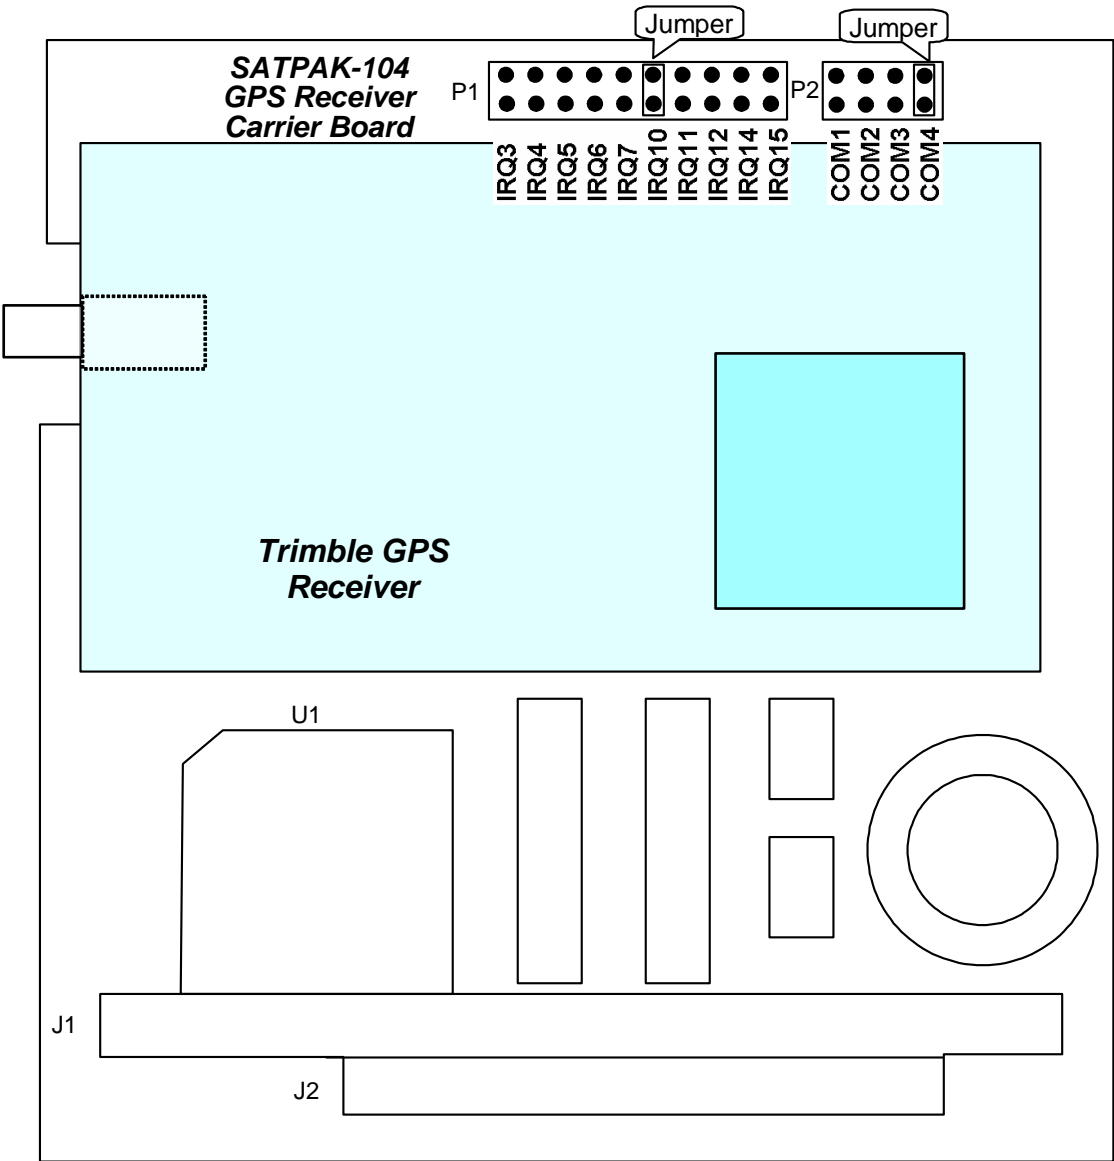 Jumper
Jumper
SATPAK-104
GPS Receiver
Carrier Board
P1
P2
IRQ3
IRQ4
IRQ5
IRQ6
IRQ7
IRQ10
IRQ11
IRQ12
IRQ14
IRQ15
COM1
COM2
COM3
COM4
Trimble GPS
Receiver
U1
J1
J2